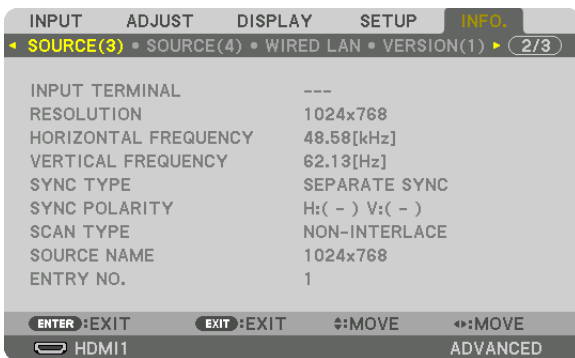 INPUT ADJUST DISPLAY SETUP INFO.
◂ SOURCE(3) • SOURCE(4) • WIRED LAN • VERSION(1) ▸ 2/3
INPUT TERMINAL ---
RESOLUTION 1024x768
HORIZONTAL FREQUENCY 48.58[kHz]
VERTICAL FREQUENCY 62.13[Hz]
SYNC TYPE SEPARATE SYNC
SYNC POLARITY H:( - ) V:( - )
SCAN TYPE NON-INTERLACE
SOURCE NAME 1024x768
ENTRY NO. 1
ENTER :EXIT EXIT :EXIT ♦:MOVE ◂▸:MOVE
HDMI1 ADVANCED